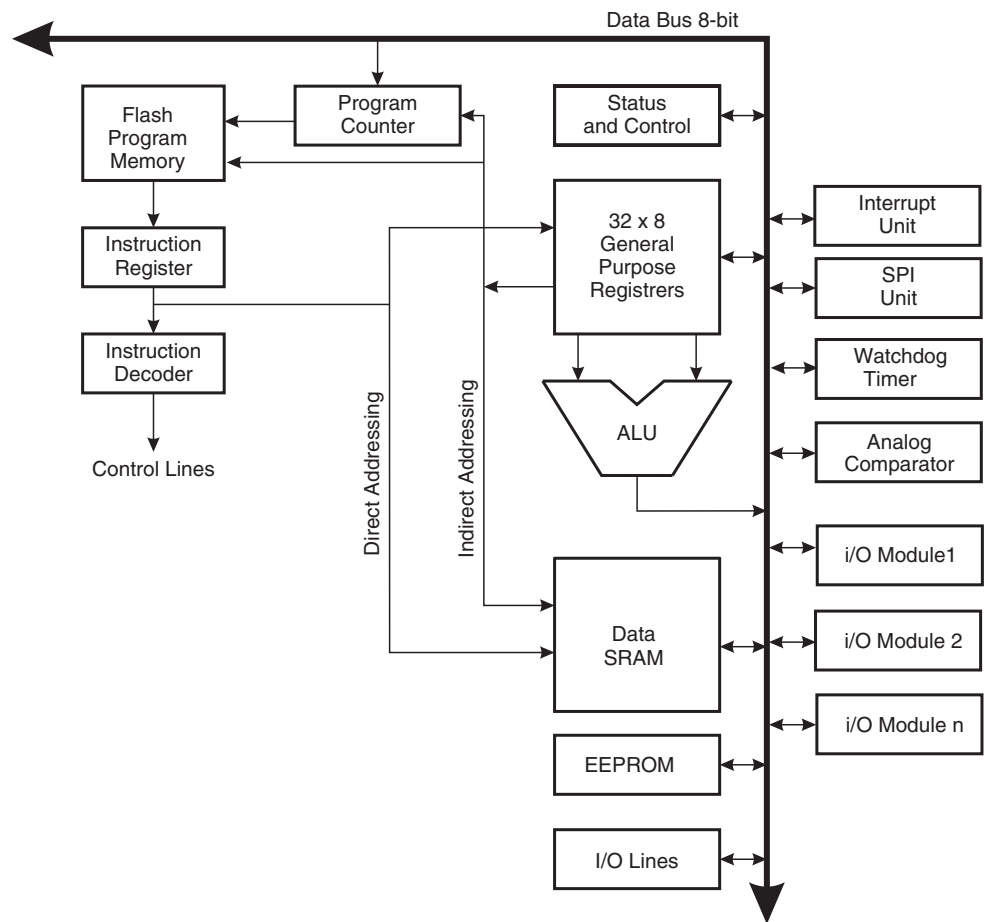 Data Bus 8-bit
Flash
Program
Memory
Program
Counter
Status
and Control
32 x 8
General
Purpose
Registrers
Interrupt
Unit
Instruction
Register
SPI
Unit
Instruction
Decoder
Watchdog
Timer
ALU
Analog
Comparator
Control Lines
Direct Addressing
Indirect Addressing
i/O Module1
Data
SRAM
i/O Module 2
i/O Module n
EEPROM
I/O Lines